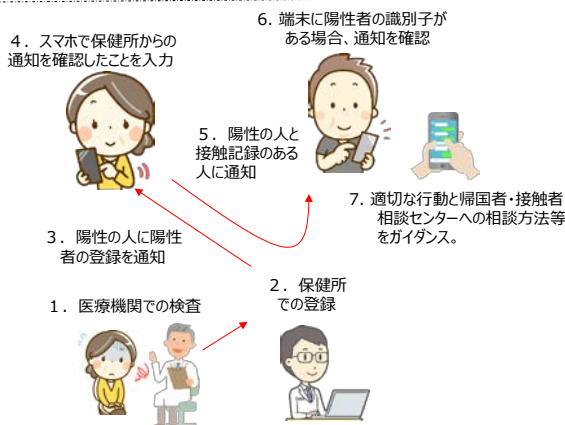 6．端末に陽性者の識別子が
ある場合、通知を確認
4．スマホで保健所からの
通知を確認したことを入力
5．陽性の人と
接触記録のある
人に通知
7．適切な行動と帰国者・接触者
相談センターへの相談方法等
をガイダンス。
3．陽性の人に陽性
者の登録を通知
2．保健所
での登録
1．医療機関での検査